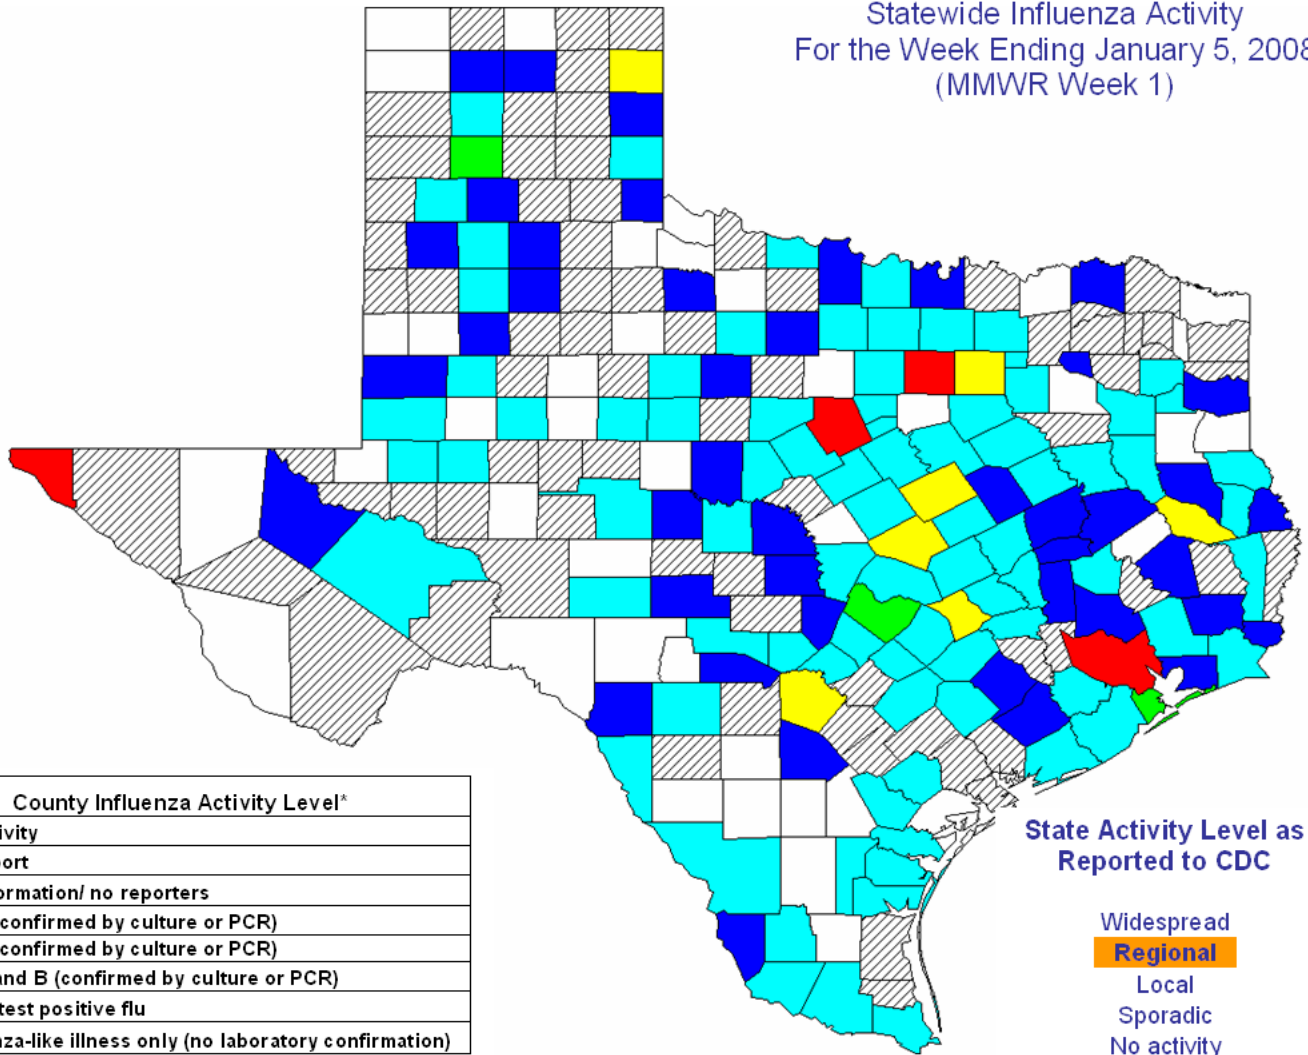 Statewide Influenza Activity
For the Week Ending January 5, 2008
(MMWR Week 1)
County Influenza Activity Level*
ivity
ort
ormation/ no reporters
confirmed by culture or PCR)
confirmed by culture or PCR)
and B (confirmed by culture or PCR)
test positive flu
nza-like illness only (no laboratory confirmation)
State Activity Level as
Reported to CDC
Widespread
Regional
Local
Sporadic
No activity